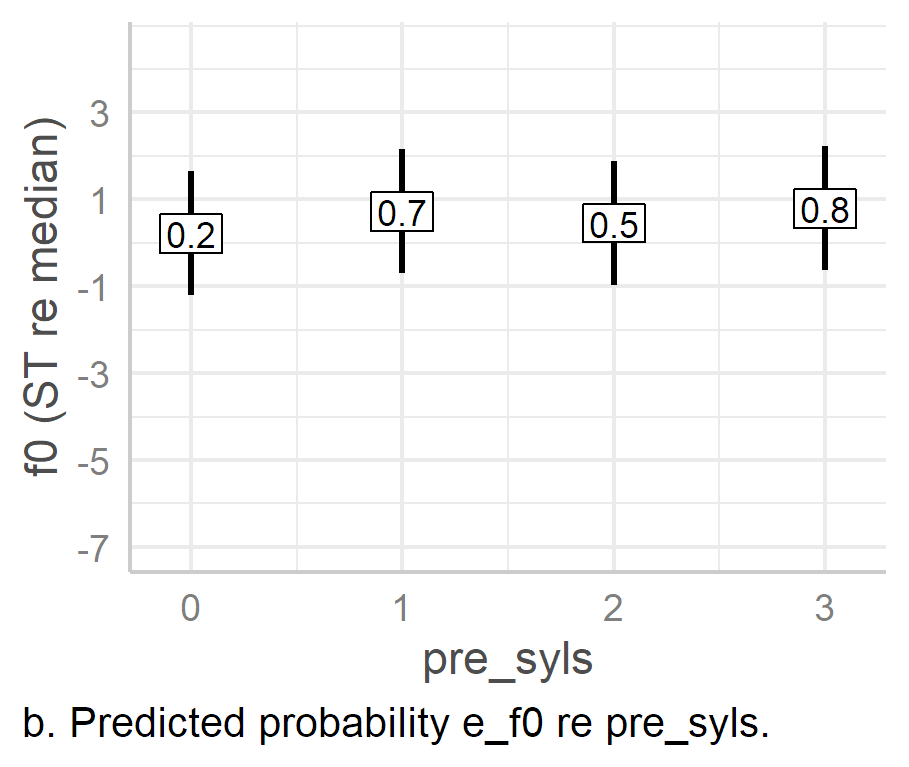 3
1
-1
-3
-5
-7
f0 (ST re median)
0.2
0.7
0.5
0.8
0 1 2 3
pre_syls
b. Predicted probability e_f0 re pre_syls.